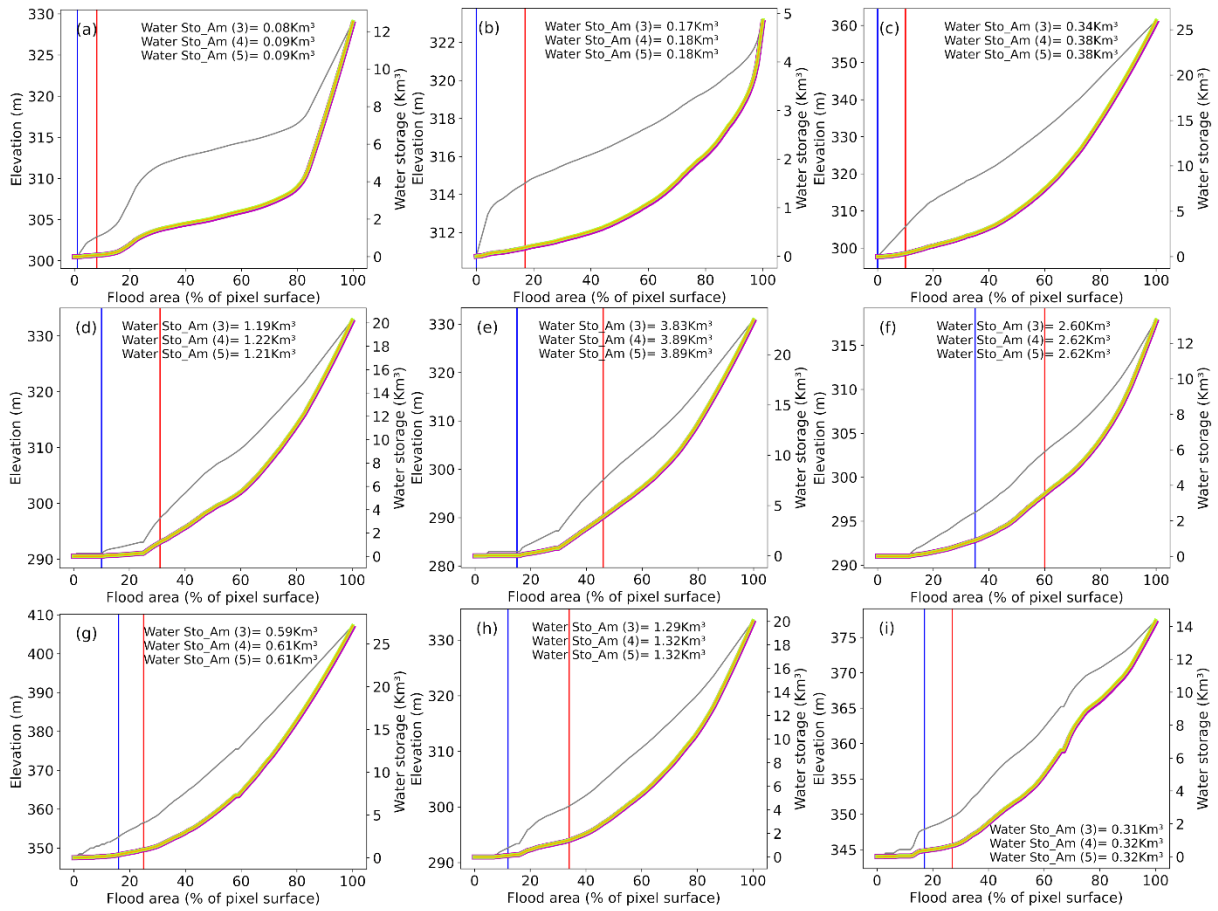 (a)
Water Sto_Am (3)= 0.08Km³
Water Sto_Am (4)= 0.09Km³
Water Sto_Am (5)= 0.09Km³
Elevation (m)
330
325
320
315
310
305
300
12
10
8
6
4
2
0
Water storage (Km³)
0 20 40 60 80 100
Flood area (% of pixel surface)
(b)
Water Sto_Am (3)= 0.17Km³
Water Sto_Am (4)= 0.18Km³
Water Sto_Am (5)= 0.18Km³
Elevation (m)
322
320
318
316
314
312
5
4
3
2
1
0
Water storage (Km³)
0 20 40 60 80 100
Flood area (% of pixel surface)
(c)
Water Sto_Am (3)= 0.34Km³
Water Sto_Am (4)= 0.38Km³
Water Sto_Am (5)= 0.38Km³
Elevation (m)
360
350
340
330
320
310
300
25
20
15
10
5
0
Water storage (Km³)
0 20 40 60 80 100
Flood area (% of pixel surface)
(d)
Water Sto_Am (3)= 1.19Km³
Water Sto_Am (4)= 1.22Km³
Water Sto_Am (5)= 1.21Km³
Elevation (m)
330
320
310
300
290
20
18
16
14
12
10
8
6
4
2
0
Water storage (Km³)
0 20 40 60 80 100
Flood area (% of pixel surface)
(e)
Water Sto_Am (3)= 3.83Km³
Water Sto_Am (4)= 3.89Km³
Water Sto_Am (5)= 3.89Km³
Elevation (m)
330
320
310
300
290
280
20
15
10
5
0
Water storage (Km³)
0 20 40 60 80 100
Flood area (% of pixel surface)
(f)
Water Sto_Am (3)= 2.60Km³
Water Sto_Am (4)= 2.62Km³
Water Sto_Am (5)= 2.62Km³
Elevation (m)
315
310
305
300
295
290
12
10
8
6
4
2
0
Water storage (Km³)
0 20 40 60 80 100
Flood area (% of pixel surface)
(g)
Water Sto_Am (3)= 0.59Km³
Water Sto_Am (4)= 0.61Km³
Water Sto_Am (5)= 0.61Km³
Elevation (m)
410
400
390
380
370
360
350
25
20
15
10
5
0
Water storage (Km³)
0 20 40 60 80 100
Flood area (% of pixel surface)
(h)
Water Sto_Am (3)= 1.29Km³
Water Sto_Am (4)= 1.32Km³
Water Sto_Am (5)= 1.32Km³
Elevation (m)
330
320
310
300
290
20
18
16
14
12
10
8
6
4
2
0
Water storage (Km³)
0 20 40 60 80 100
Flood area (% of pixel surface)
(i)
Elevation (m)
375
370
365
360
355
350
345
14
12
10
8
6
4
2
0
Water storage (Km³)
Water Sto_Am (3)= 0.31Km³
Water Sto_Am (4)= 0.32Km³
Water Sto_Am (5)= 0.32Km³
0 20 40 60 80 100
Flood area (% of pixel surface)